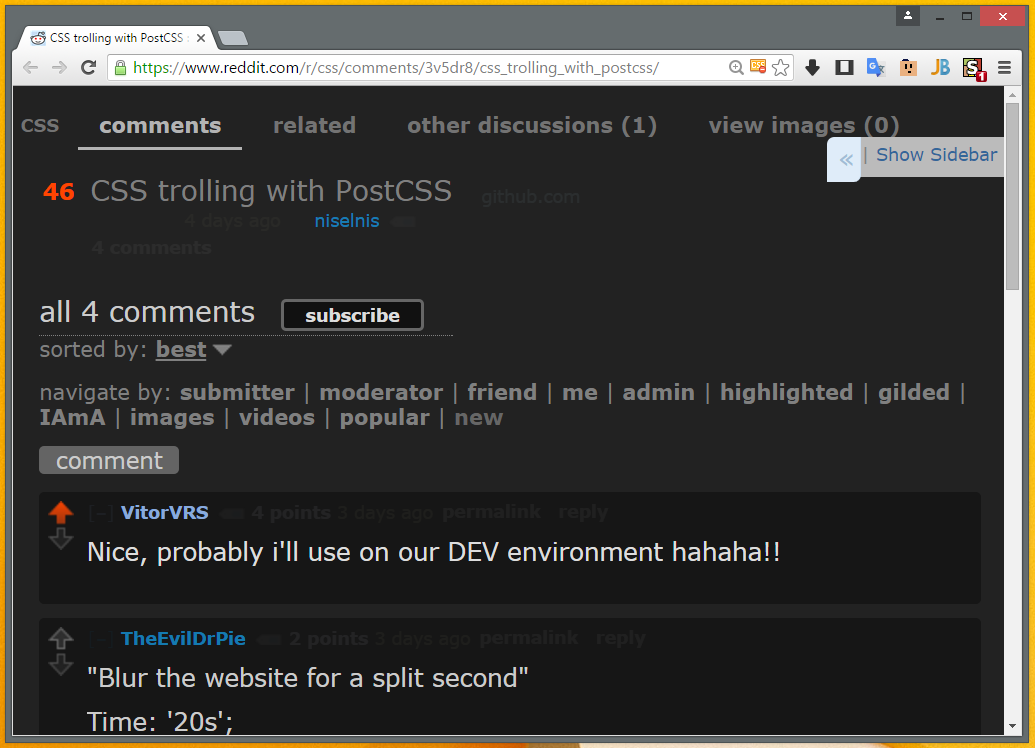 CSS trolling with PostCSS :
https://www.reddit.com/r/css/comments/3v5dr8/css_trolling_with_postcss/
CSS comments related other discussions (1) view images (0)
« | Show Sidebar
46 CSS trolling with PostCSS github.com
4 days ago niselnis
4 comments
all 4 comments subscribe
sorted by: best
navigate by: submitter | moderator | friend | me | admin | highlighted | gilded |
IAmA | images | videos | popular | new
comment
[−] VitorVRS 4 points 3 days ago permalink reply
Nice, probably i'll use on our DEV environment hahaha!!
[−] TheEvilDrPie 2 points 3 days ago permalink reply
"Blur the website for a split second"
Time: '20s';